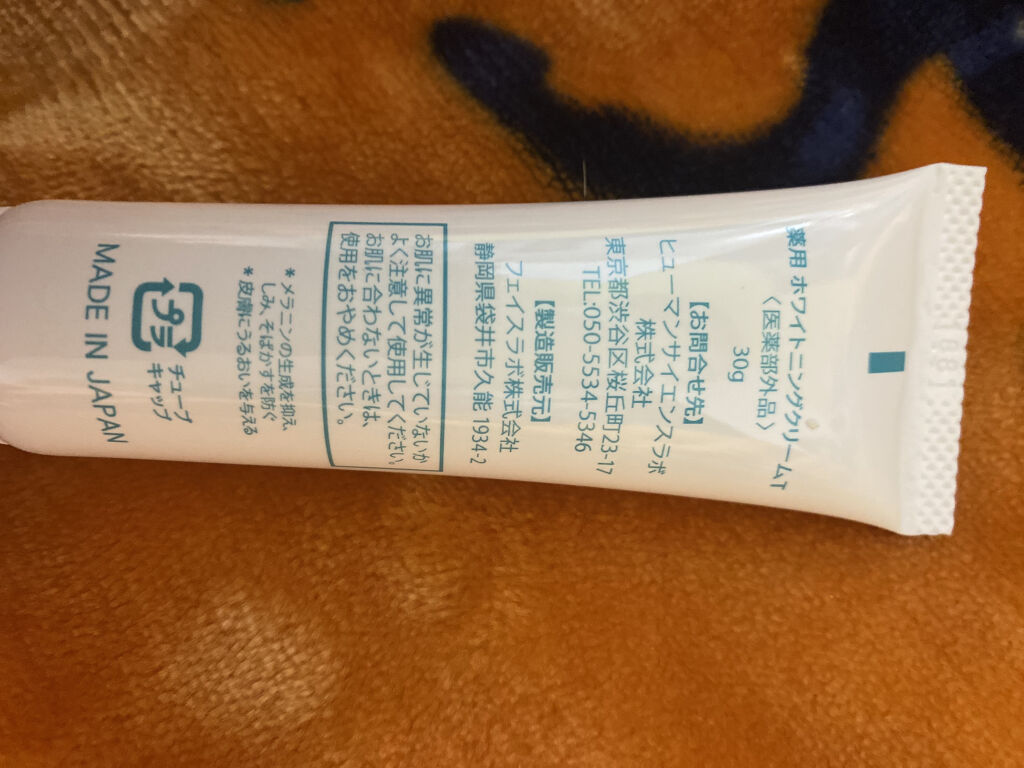 薬用 ホワイトニングクリームT
〈医薬部外品〉
30g
【お問合せ先】
ヒューマンサイエンスラボ
株式会社
東京都渋谷区桜丘町23-17
TEL:050-5534-5346
【製造販売元】
フェイスラボ株式会社
静岡県袋井市久能 1934-2
お肌に異常が生じていないか
よく注意して使用してください。
お肌に合わないときは、
使用をおやめください。
*メラニンの生成を抑え、
しみ、そばかすを防ぐ
*皮膚にうるおいを与える
プラ
チューブ
キャップ
MADE IN JAPAN